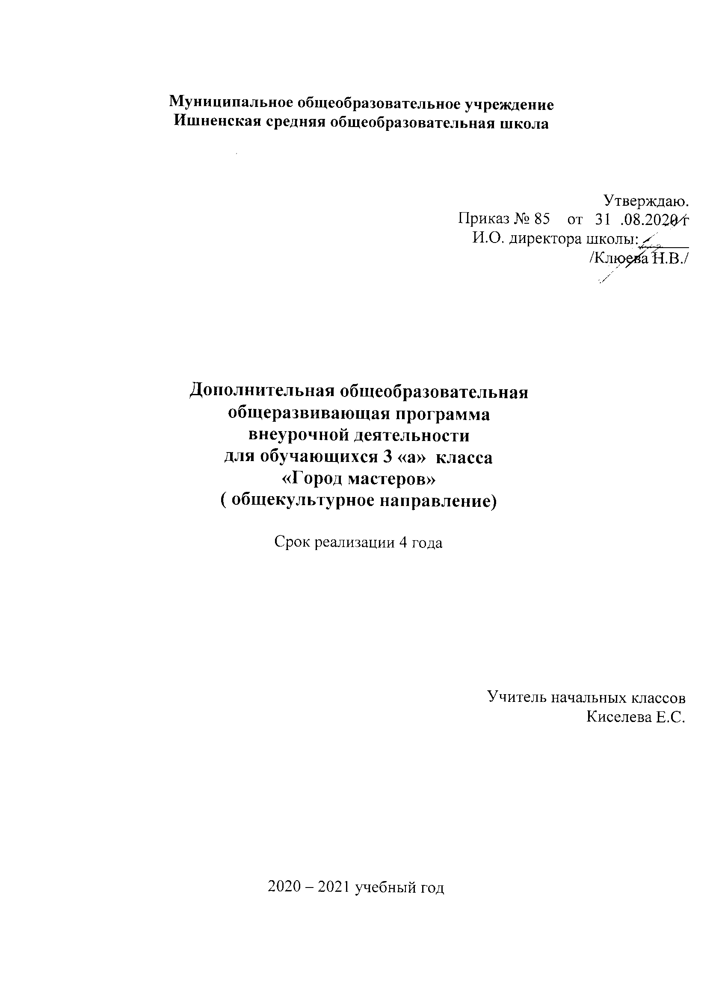 Муниципальное общеобразовательное учреждение
Ишненская средняя общеобразовательная школа
Утверждаю.
Приказ № 85 от 31 .08.2020 г
И.О. директора школы:
/Клюева Н.В./
Дополнительная общеобразовательная
общеразвивающая программа
внеурочной деятельности
для обучающихся 3 «а» класса
«Город мастеров»
( общекультурное направление)
Срок реализации 4 года
Учитель начальных классов
Киселева Е.С.
2020 – 2021 учебный год